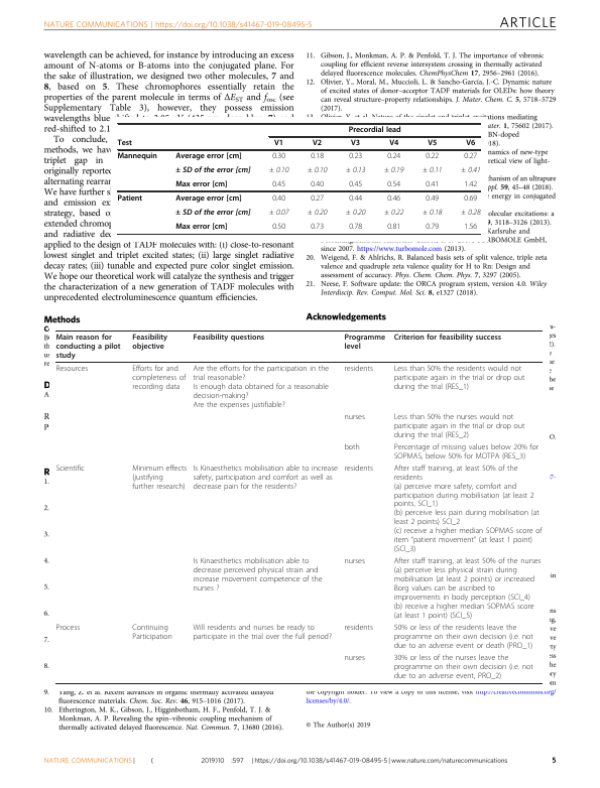 NATURE COMMUNICATIONS | https://doi.org/10.1038/s41467-019-08495-5
ARTICLE
wavelength can be achieved, for instance by introducing an excess
amount of N-atoms or B-atoms into the conjugated plane. For
the sake of illustration, we designed two other molecules, 7 and
8, based on 5. These chromophores essentially retain the
properties of the parent molecule in terms of ΔEST and fosc (see
Supplementary Table 3), however, they possess emission
wavelengths blue
red-shifted to 2.1
To conclude,
methods, we have
triplet gap in
originally reported
alternating rearran
We have further s
and emission ex
strategy, based o
extended chromop
and radiative dec
applied to the design of TADF molecules with: (i) close-to-resonant
lowest singlet and triplet excited states; (ii) large singlet radiative
decay rates; (iii) tunable and expected pure color singlet emission.
We hope our theoretical work will catalyze the synthesis and trigger
the characterization of a new generation of TADF molecules with
unprecedented electroluminescence quantum efficiencies.
Methods
11. Gibson, J., Monkman, A. P. & Penfold, T. J. The importance of vibronic
coupling for efficient reverse intersystem crossing in thermally activated
delayed fluorescence molecules. ChemPhysChem 17, 2956–2961 (2016).
12. Olivier, Y., Moral, M., Muccioli, L. & Sancho-García, J.-C. Dynamic nature
of excited states of donor–acceptor TADF materials for OLEDs: how theory
can reveal structure–property relationships. J. Mater. Chem. C. 5, 5718–5729
(2017).
ations mediating
ater. 1, 75602 (2017).
BN-doped
18).
namics of new-type
retical view of light-
hanism of an ultrapure
ppl. 59, 45–48 (2018).
energy in conjugated
olecular excitations: a
, 3118–3126 (2013).
Karlsruhe and
RBOMOLE GmbH,
since 2007. https://www.turbomole.com (2013).
20. Weigend, F. & Ahlrichs, R. Balanced basis sets of split valence, triple zeta
valence and quadruple zeta valence quality for H to Rn: Design and
assessment of accuracy. Phys. Chem. Chem. Phys. 7, 3297 (2005).
21. Neese, F. Software update: the ORCA program system, version 4.0. Wiley
Interdiscip. Rev. Comput. Mol. Sci. 8, e1327 (2018).
Acknowledgements
Precordial lead
Test V1 V2 V3 V4 V5 V6
Mannequin Average error [cm] 0.30 0.18 0.23 0.24 0.22 0.27
± SD of the error [cm] ± 0.10 ± 0.10 ± 0.13 ± 0.19 ± 0.11 ± 0.41
Max error [cm] 0.45 0.40 0.45 0.54 0.41 1.42
Patient Average error [cm] 0.40 0.27 0.44 0.46 0.49 0.69
± SD of the error [cm] ± 0.07 ± 0.20 ± 0.20 ± 0.22 ± 0.18 ± 0.28
Max error [cm] 0.50 0.73 0.78 0.81 0.79 1.56
Main reason for Feasibility Feasibility questions Programme Criterion for feasibility success
conducting a pilot objective level
study
Resources Efforts for and Are the efforts for the participation in the residents Less than 50% the residents would not
completeness of trial reasonable? participate again in the trial or drop out
recording data Is enough data obtained for a reasonable during the trial (RES_1)
decision-making?
Are the expenses justifiable?
nurses Less than 50% the nurses would not
participate again in the trial or drop out
during the trial (RES_2)
both Percentage of missing values below 20% for
SOPMAS, below 50% for MOTPA (RES_3)
Scientific Minimum effects Is Kinaesthetics mobilisation able to increase residents After staff training, at least 50% of the
(justifying safety, participation and comfort as well as residents
further research) decrease pain for the residents? (a) perceive more safety, comfort and
participation during mobilisation (at least 2
points, SCI_1)
(b) perceive less pain during mobilisation (at
least 2 points) SCI_2
(c) receive a higher median SOPMAS score of
item "patient movement" (at least 1 point)
(SCI_3)
Is Kinaesthetics mobilisation able to nurses After staff training, at least 50% of the nurses
decrease perceived physical strain and (a) perceive less physical strain during
increase movement competence of the mobilisation (at least 2 points) or increased
nurses ? Borg values can be ascribed to
improvements in body perception (SCI_4)
(b) receive a higher median SOPMAS score
(at least 1 point) (SCI_5)
Process Continuing Will residents and nurses be ready to residents 50% or less of the residents leave the
Participation participate in the trial over the full period? programme on their own decision (i.e. not
due to an adverse event or death (PRO_1)
nurses 30% or less of the nurses leave the
programme on their own decision (i.e. not
due to an adverse event, PRO_2)
1.
2.
3.
4.
5.
6.
7.
8.
9. Yang, Z. et al. Recent advances in organic thermally activated delayed
fluorescence materials. Chem. Soc. Rev. 46, 915–1016 (2017).
10. Etherington, M. K., Gibson, J., Higginbotham, H. F., Penfold, T. J. &
Monkman, A. P. Revealing the spin–vibronic coupling mechanism of
thermally activated delayed fluorescence. Nat. Commun. 7, 13680 (2016).
the copyright holder. To view a copy of this license, visit http://creativecommons.org/
licenses/by/4.0/.
© The Author(s) 2019
NATURE COMMUNICATIONS | ( 2019)10 :597 | https://doi.org/10.1038/s41467-019-08495-5 | www.nature.com/naturecommunications 5